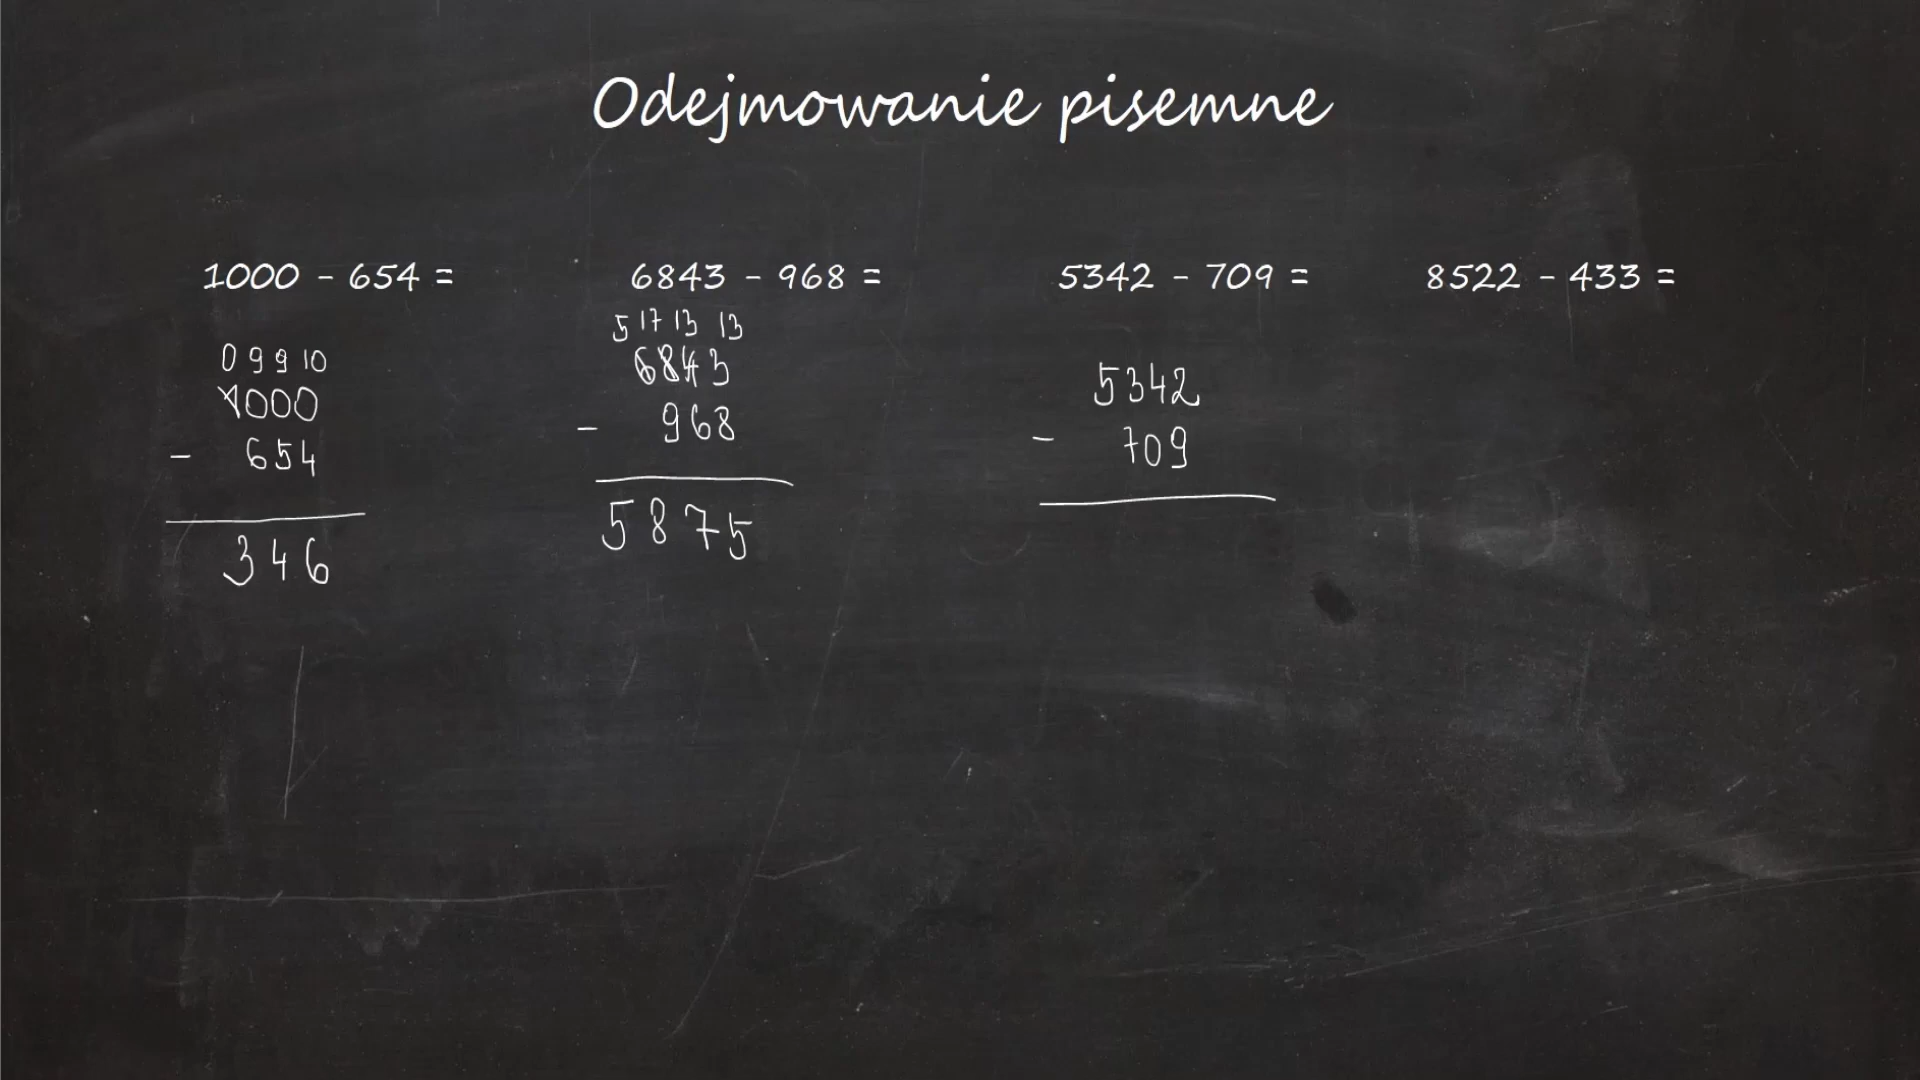 Odejmowanie pisemne
1000 - 654 =
0 9 9 10
1000
- 654
346
6843 - 968 =
5 17 13 13
6843
- 968
5875
5342 - 709 =
5342
- 709
8522 - 433 =